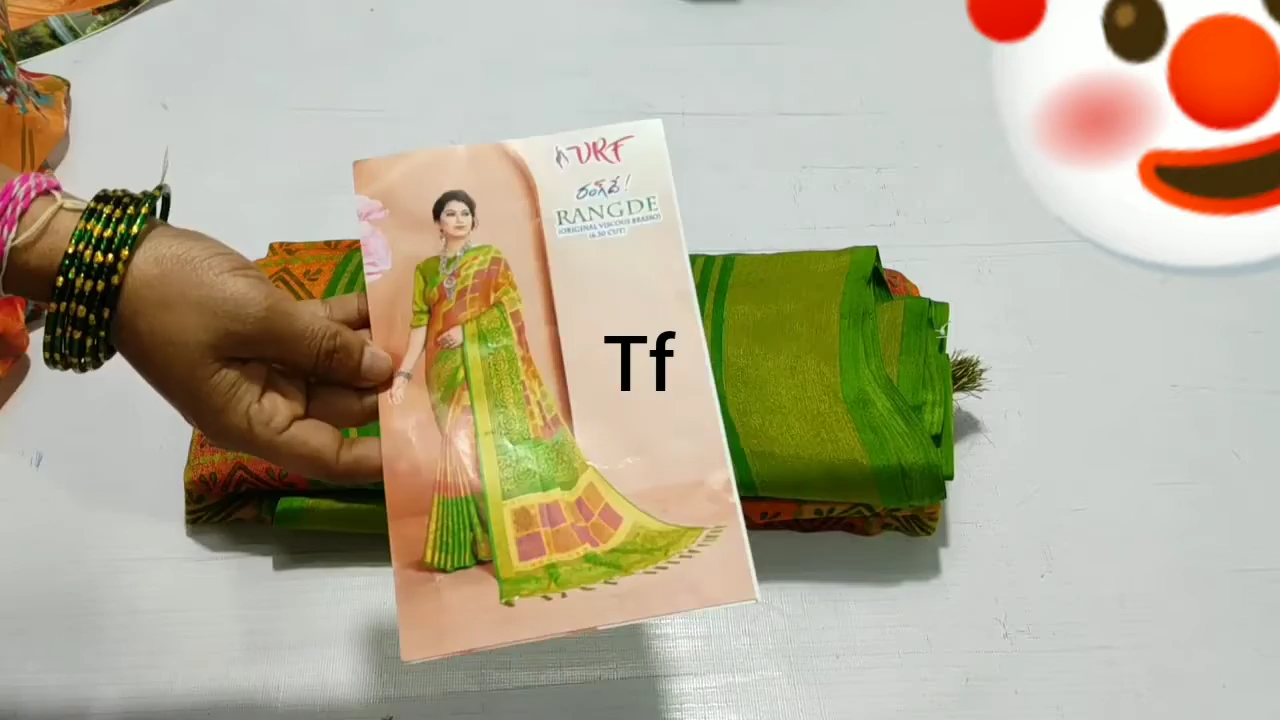 VRF
రంగ్‌దే!
RANGDE
(ORIGINAL VISCOUS BRASSO)
(6.30 CUT)
Tf